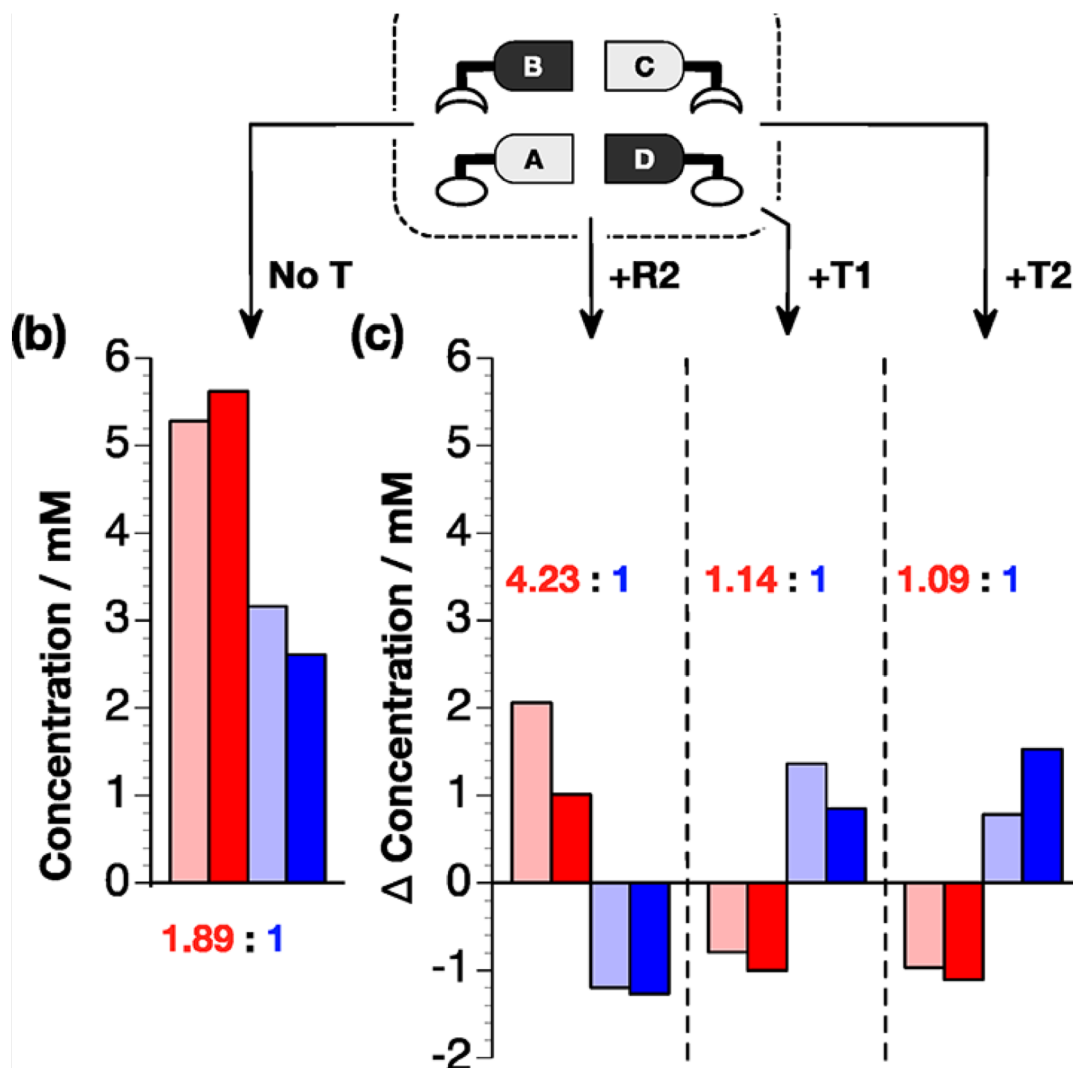 B C
A D
No T +R2 +T1 +T2
(b) (c)
Concentration / mM
6
5
4
3
2
1
0
1.89 : 1
Δ Concentration / mM
6
5
4
3
2
1
0
-1
-2
4.23 : 1 1.14 : 1 1.09 : 1